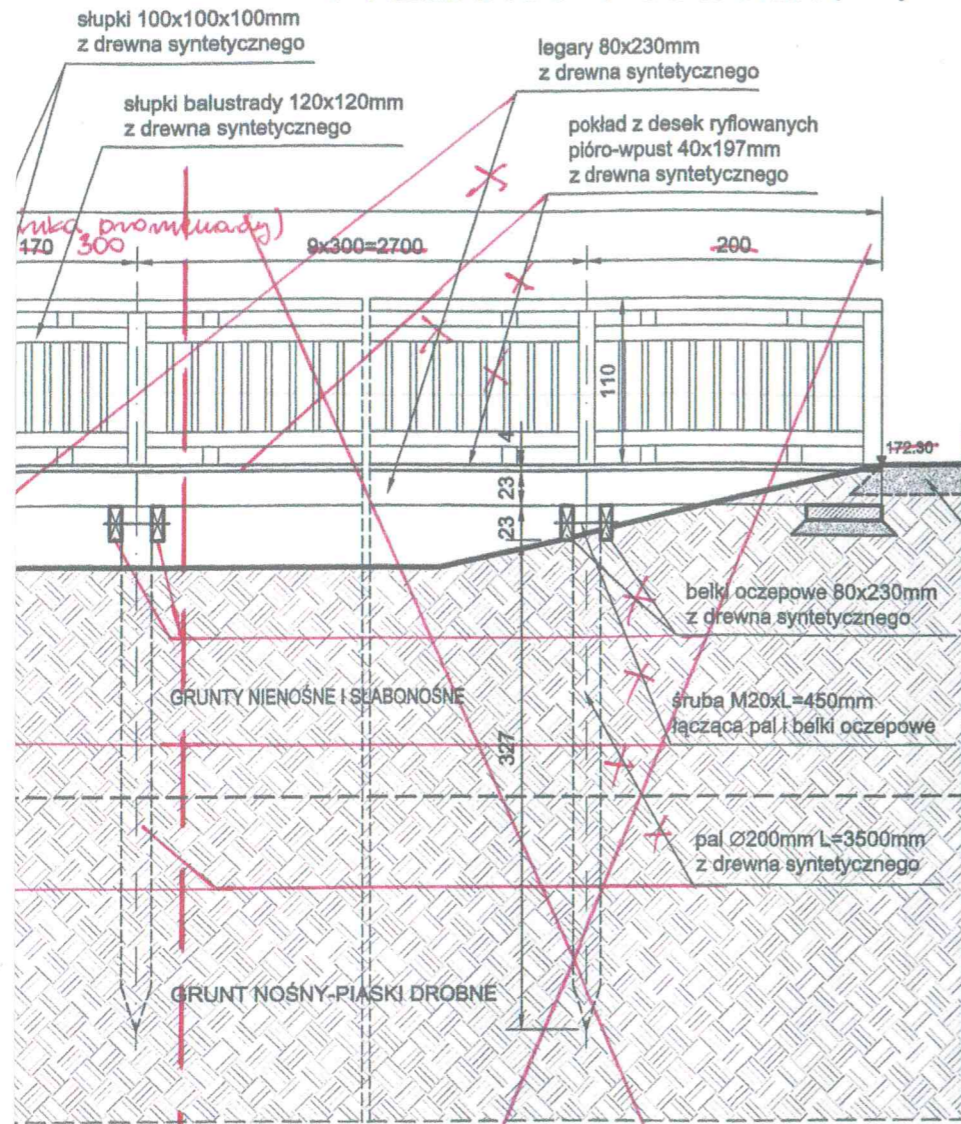 słupki 100x100x100mm
z drewna syntetycznego
legary 80x230mm
z drewna syntetycznego
słupki balustrady 120x120mm
z drewna syntetycznego
pokład z desek ryflowanych
pióro-wpust 40x197mm
z drewna syntetycznego
promenady)
170 300 9x300=2700 200
110
4
172.30
23
23
belki oczepowe 80x230mm
z drewna syntetycznego
GRUNTY NIENOŚNE I SŁABONOŚNE
śruba M20xL=450mm
łącząca pal i belki oczepowe
327
pal Ø200mm L=3500mm
z drewna syntetycznego
GRUNT NOŚNY-PIASKI DROBNE